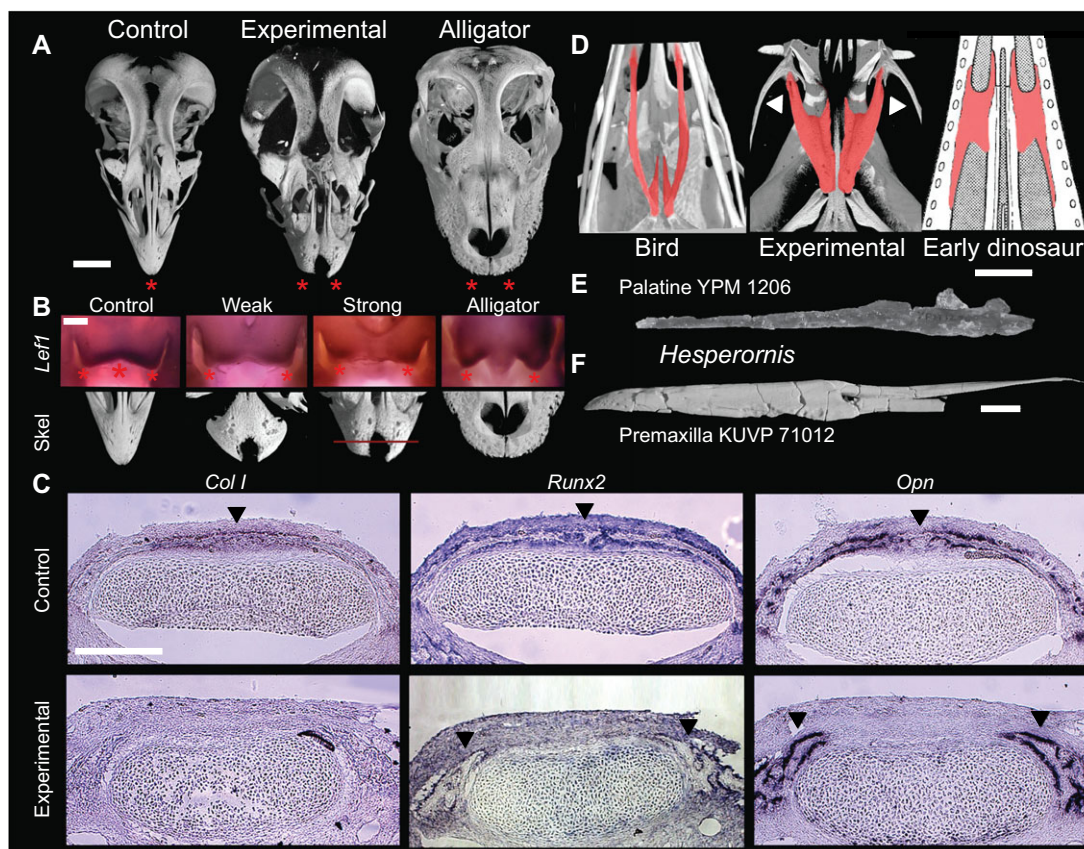 A
Control
Experimental
Alligator
* * * * *
B
Control
Weak
Strong
Alligator
Lef1
* * * * * * * * *
Skel
C
Col I
Runx2
Opn
Control
Experimental
D
Bird
Experimental
Early dinosaur
E
Palatine YPM 1206
Hesperornis
F
Premaxilla KUVP 71012